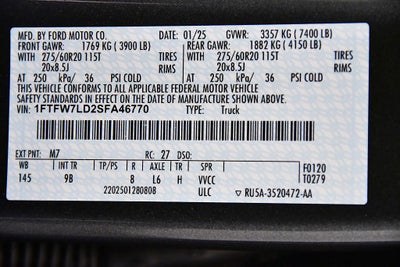 MFD. BY FORD MOTOR CO. 01/25 GVWR: 3357 KG (7400 LB)
FRONT GAWR: 1769 KG (3900 LB) REAR GAWR: 1882 KG (4150 LB)
WITH TIRES WITH TIRES
275/60R20 115T RIMS 275/60R20 115T RIMS
20x8.5J 20x8.5J
AT 250 kPa/ 36 PSI COLD AT 250 kPa/ 36 PSI COLD
THIS VEHICLE CONFORMS TO ALL APPLICABLE FEDERAL MOTOR VEHICLE
SAFETY STANDARDS IN EFFECT ON THE DATE OF MANUFACTURE SHOWN ABOVE.
VIN: 1FTFW7LD2SFA46770 TYPE: Truck
EXT PNT: M7 RC: 27 DSO:
WB INT TR TP/PS R AXLE TR SPR F0120
145 9B 8 L6 H VVCC T0279
2202501280808 ULC RU5A-3520472-AA